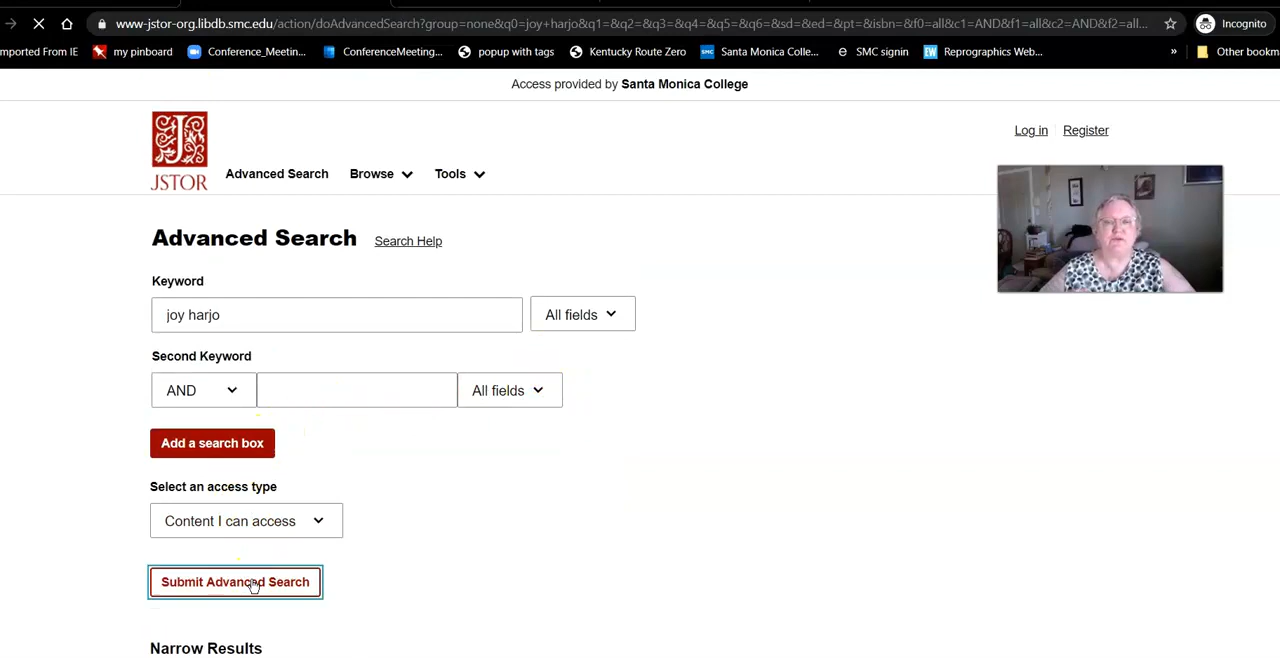 www-jstor-org.libdb.smc.edu/action/doAdvancedSearch?group=none&q0=joy+harjo&q1=&q2=&q3=&q4=&q5=&q6=&sd=&ed=&pt=&isbn=&f0=all&c1=AND&f1=all&c2=AND&f2=all... Incognito
mported From IE my pinboard Conference_Meetin... ConferenceMeeting... popup with tags Kentucky Route Zero SMC Santa Monica Colle... SMC signin EW Reprographics Web... » Other bookm
Access provided by Santa Monica College
Log in Register
J
JSTOR Advanced Search Browse Tools
Advanced Search Search Help
Keyword
joy harjo All fields
Second Keyword
AND All fields
Add a search box
Select an access type
Content I can access
Submit Advanced Search
Narrow Results